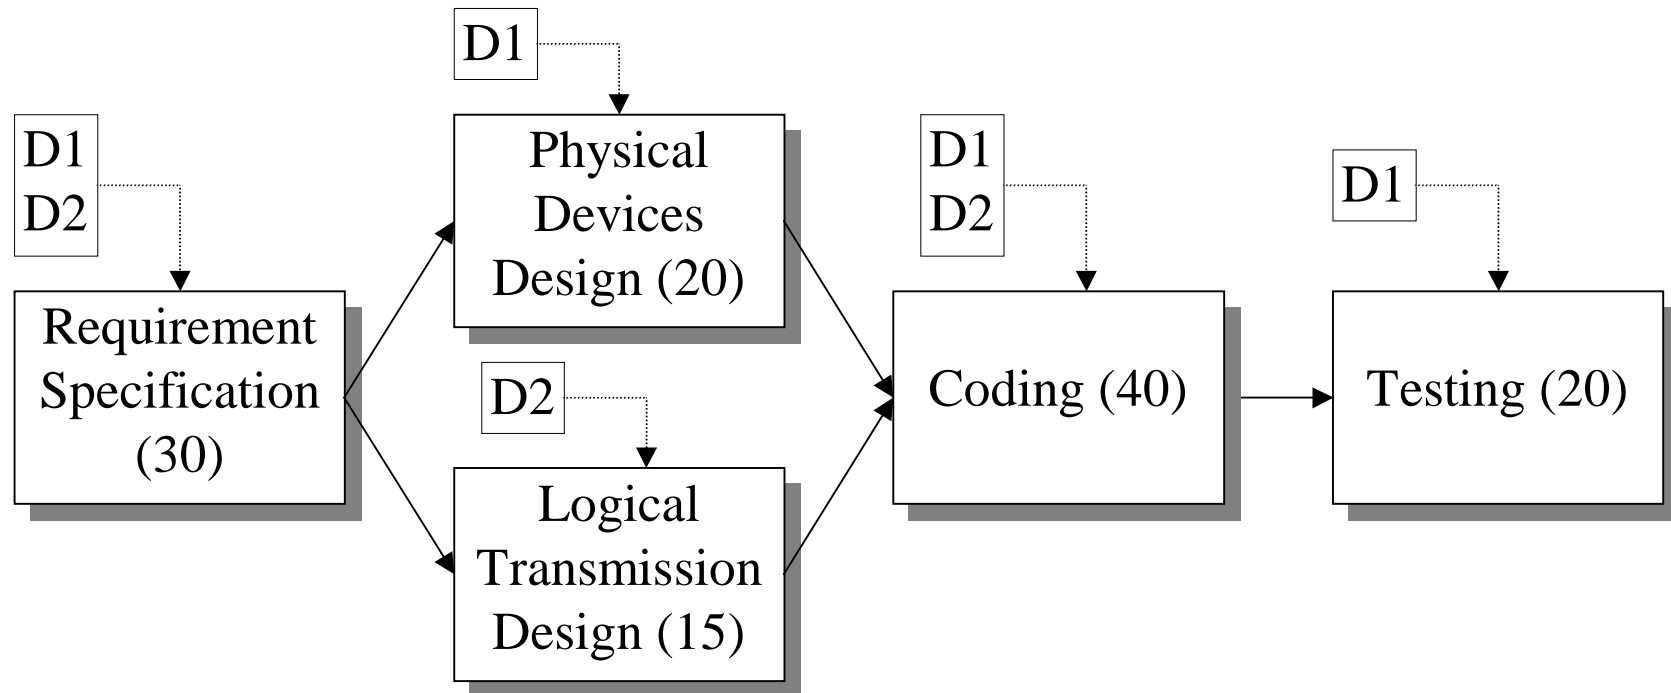 D1
D2
Requirement
Specification
(30)
D1
Physical
Devices
Design (20)
D2
Logical
Transmission
Design (15)
D1
D2
Coding (40)
D1
Testing (20)